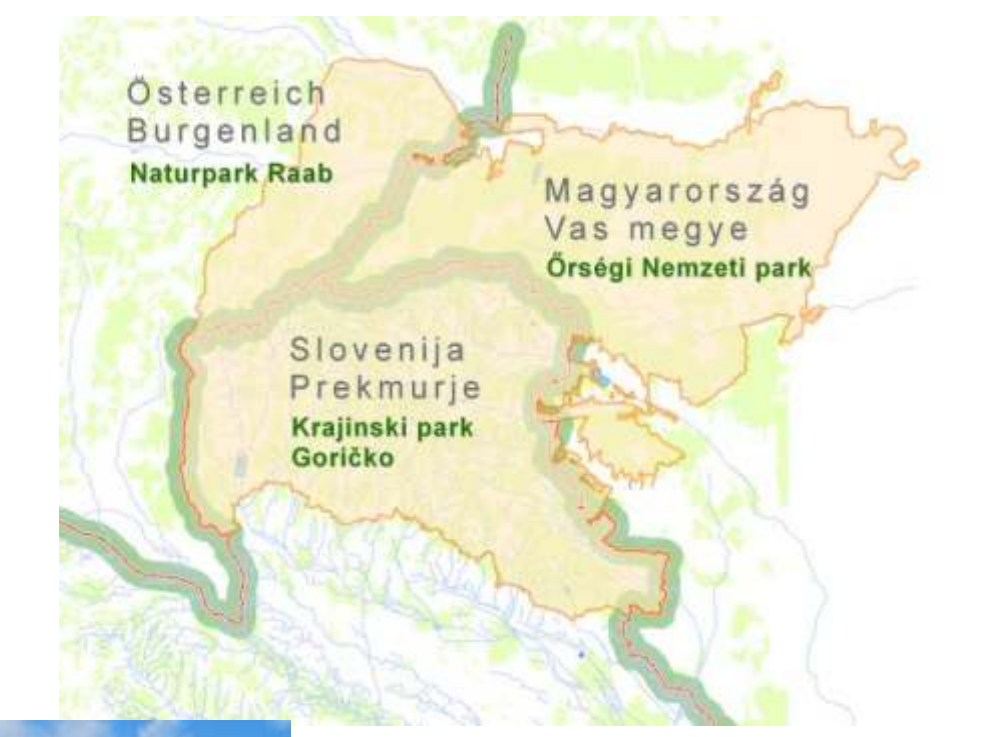 Österreich
Burgenland
Naturpark Raab
Magyarország
Vas megye
Őrségi Nemzeti park
Slovenija
Prekmurje
Krajinski park
Goričko